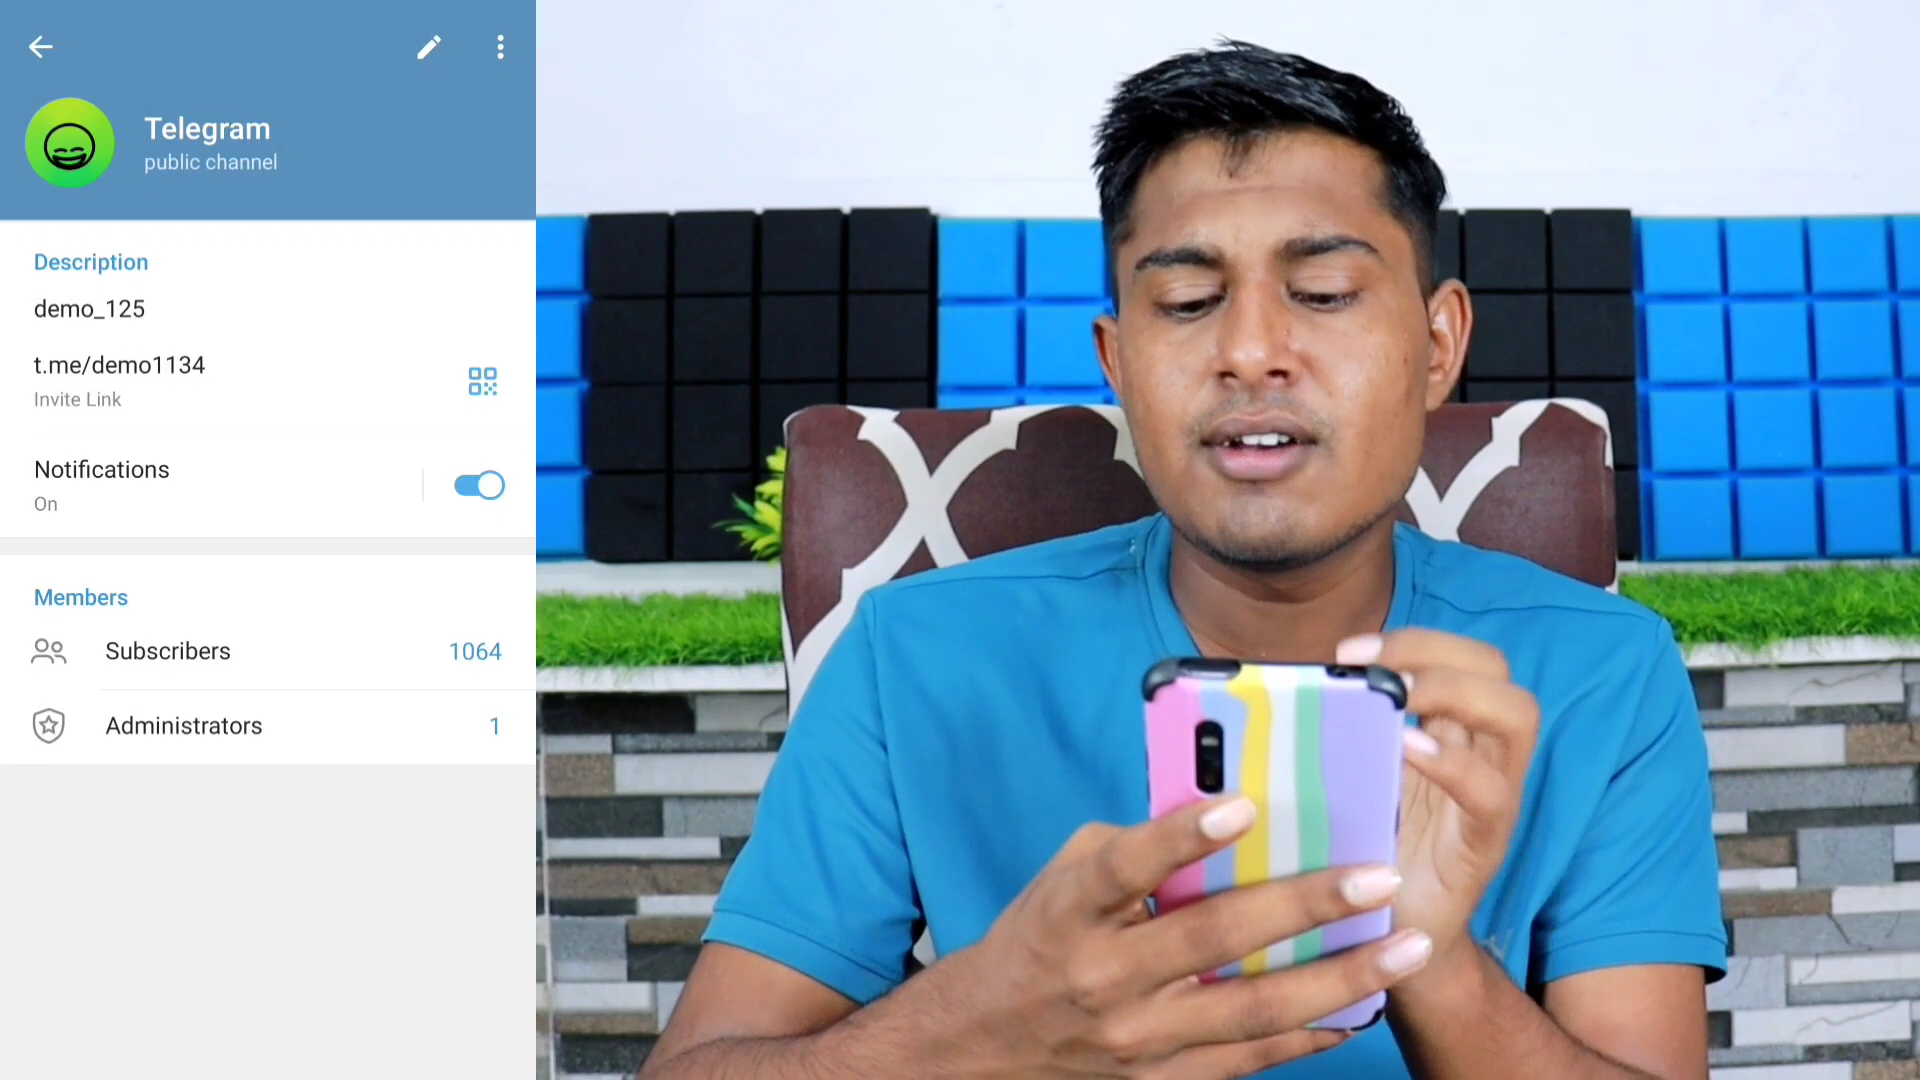 Telegram
public channel
Description
demo_125
t.me/demo1134
Invite Link
Notifications
On
Members
Subscribers 1064
Administrators 1